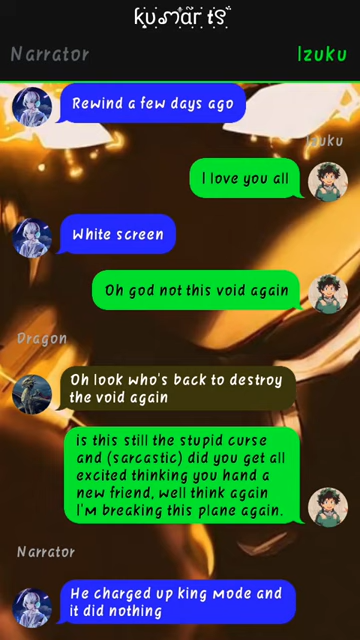 kumar ts
Narrator
Izuku
Rewind a few days ago
Izuku
I love you all
White screen
Oh god not this void again
Dragon
Oh look who's back to destroy
the void again
is this still the stupid curse
and (sarcastic) did you get all
excited thinking you hand a
new friend, well think again
I'm breaking this plane again.
Narrator
He charged up king mode and
it did nothing